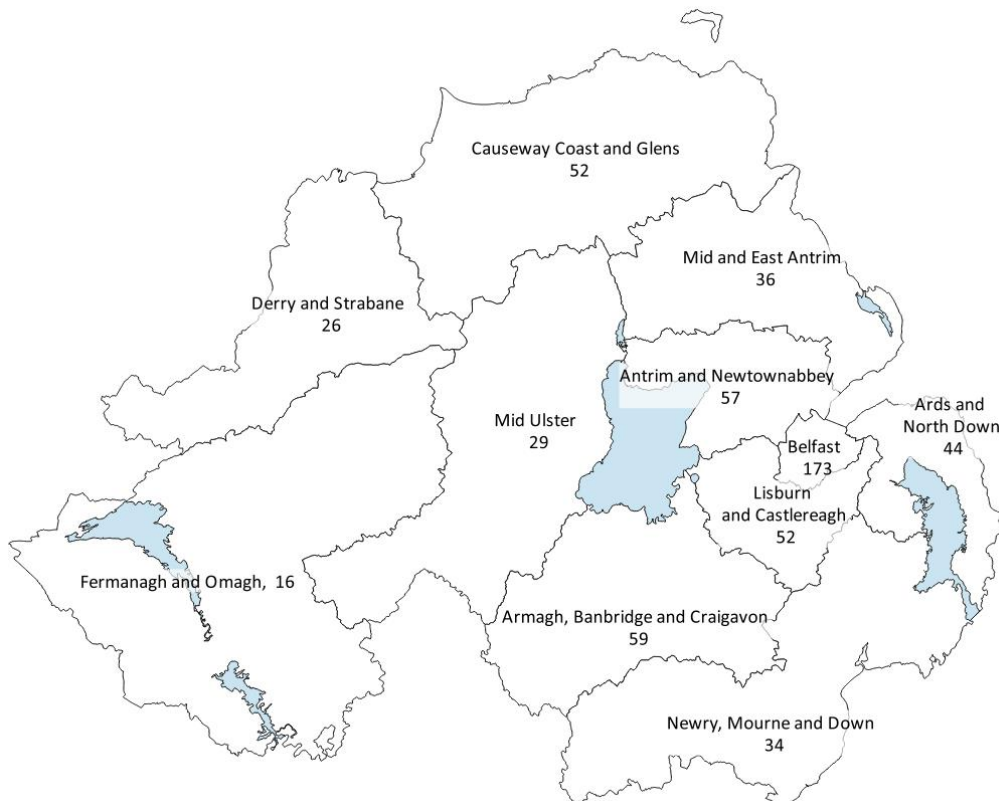 Causeway Coast and Glens
52
Mid and East Antrim
36
Derry and Strabane
26
Antrim and Newtownabbey
57
Ards and
North Down
44
Mid Ulster
29
Belfast
173
Lisburn
and Castlereagh
52
Fermanagh and Omagh, 16
Armagh, Banbridge and Craigavon
59
Newry, Mourne and Down
34